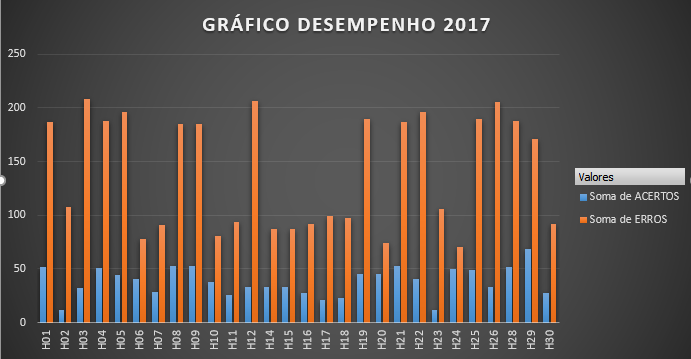 GRÁFICO DESEMPENHO 2017
250
200
150
100
50
0
H01 H02 H03 H04 H05 H06 H07 H08 H09 H10 H11 H12 H14 H15 H16 H17 H18 H19 H20 H21 H22 H23 H24 H25 H26 H28 H29 H30
Valores
Soma de ACERTOS
Soma de ERROS